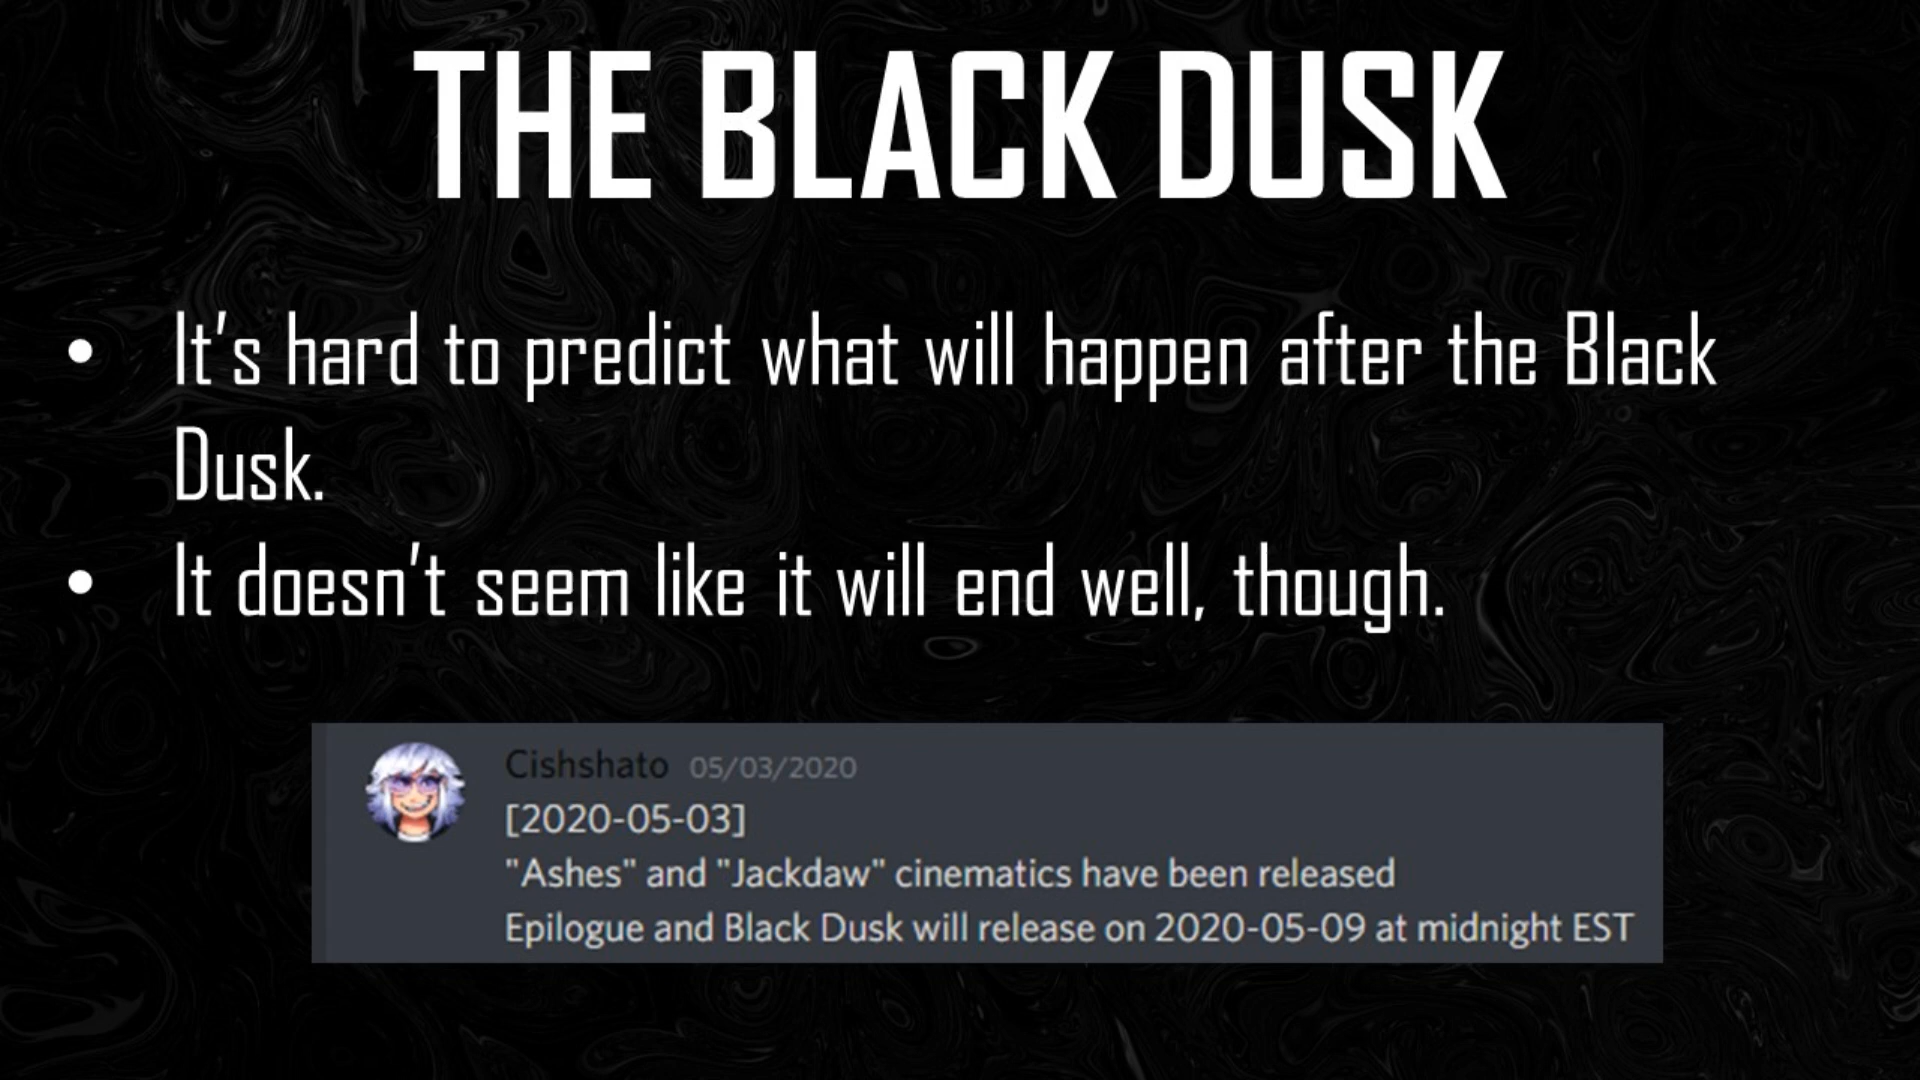 THE BLACK DUSK
• It’s hard to predict what will happen after the Black
Dusk.
• It doesn’t seem like it will end well, though.
Cishshato 05/03/2020
[2020-05-03]
"Ashes" and "Jackdaw" cinematics have been released
Epilogue and Black Dusk will release on 2020-05-09 at midnight EST